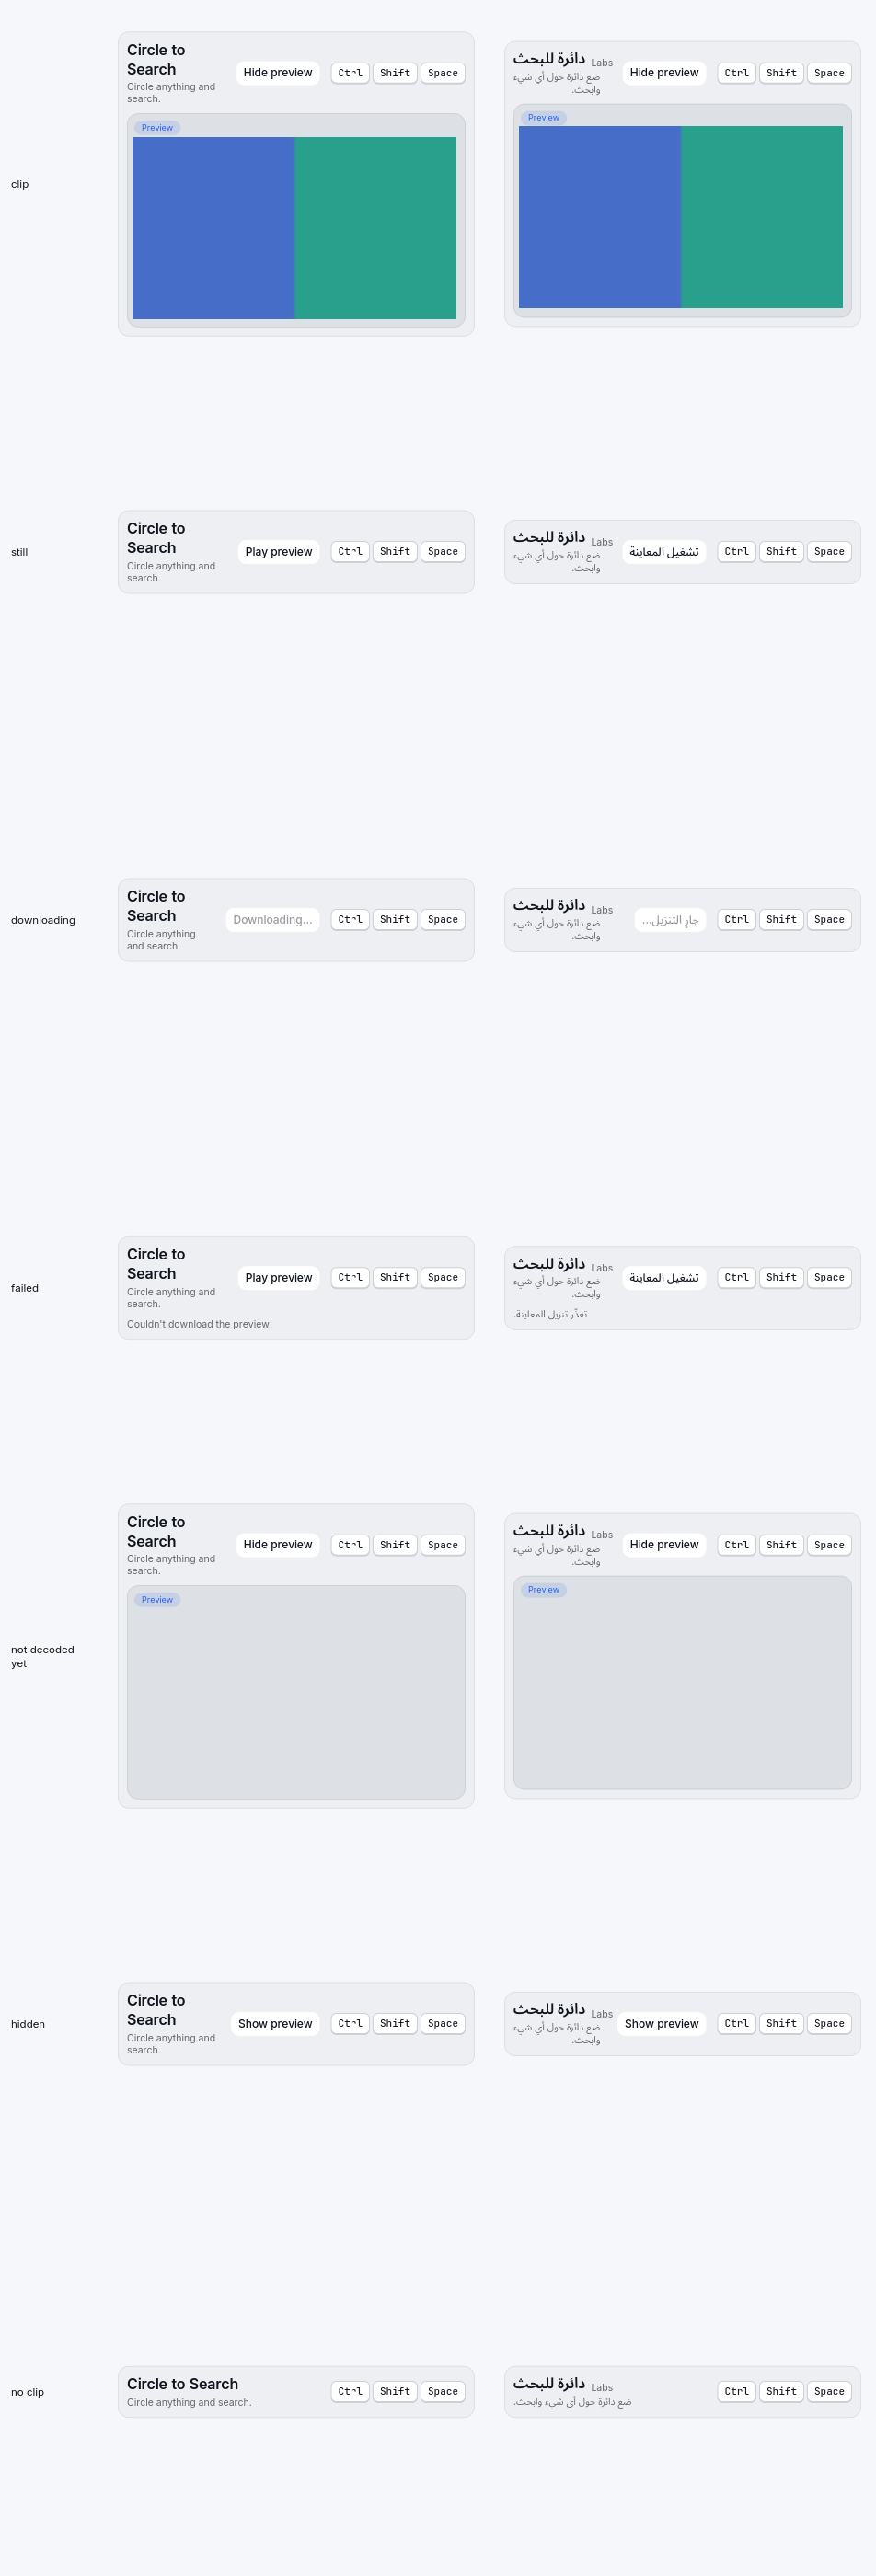 clip
Circle to
Search
Circle anything and
search.
Hide preview
Ctrl Shift Space
Preview
دائرة للبحث Labs
ضع دائرة حول أي شيء
وابحث.
Hide preview
Ctrl Shift Space
Preview
still
Circle to
Search
Circle anything and
search.
Play preview
Ctrl Shift Space
دائرة للبحث Labs
ضع دائرة حول أي شيء
وابحث.
تشغيل المعاينة
Ctrl Shift Space
downloading
Circle to
Search
Circle anything
and search.
Downloading...
Ctrl Shift Space
دائرة للبحث Labs
ضع دائرة حول أي شيء
وابحث.
جارٍ التنزيل...
Ctrl Shift Space
failed
Circle to
Search
Circle anything and
search.
Play preview
Ctrl Shift Space
Couldn't download the preview.
دائرة للبحث Labs
ضع دائرة حول أي شيء
وابحث.
تشغيل المعاينة
Ctrl Shift Space
تعذّر تنزيل المعاينة.
not decoded
yet
Circle to
Search
Circle anything and
search.
Hide preview
Ctrl Shift Space
Preview
دائرة للبحث Labs
ضع دائرة حول أي شيء
وابحث.
Hide preview
Ctrl Shift Space
Preview
hidden
Circle to
Search
Circle anything and
search.
Show preview
Ctrl Shift Space
دائرة للبحث Labs
ضع دائرة حول أي شيء
وابحث.
Show preview
Ctrl Shift Space
no clip
Circle to Search
Circle anything and search.
Ctrl Shift Space
دائرة للبحث Labs
ضع دائرة حول أي شيء وابحث.
Ctrl Shift Space